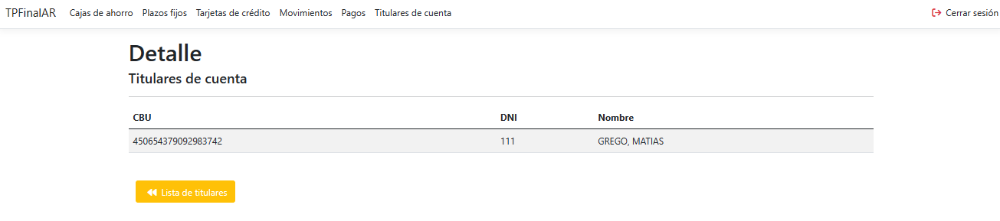 TPFinalAR Cajas de ahorro Plazos fijos Tarjetas de crédito Movimientos Pagos Titulares de cuenta Cerrar sesión
Detalle
Titulares de cuenta
CBU DNI Nombre
450654379092983742 111 GREGO, MATIAS
Lista de titulares